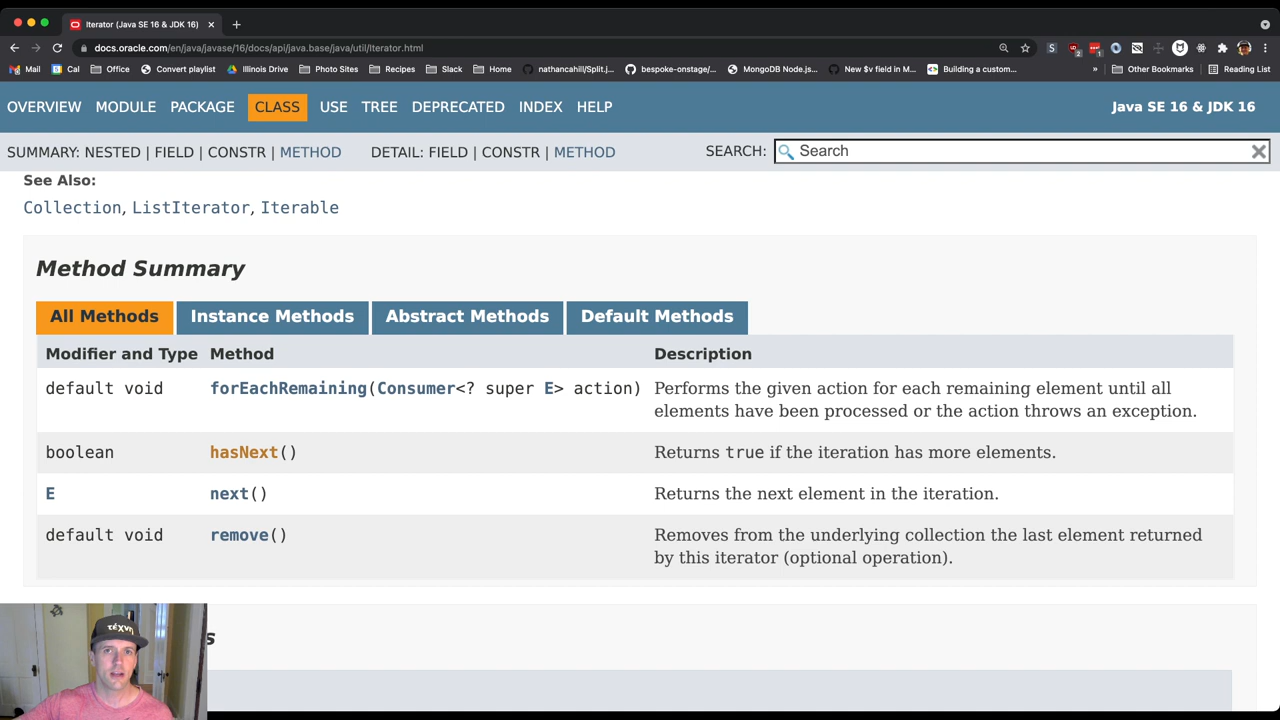 Iterator (Java SE 16 & JDK 16)
docs.oracle.com/en/java/javase/16/docs/api/java.base/java/util/Iterator.html
Mail Cal Office Convert playlist Illinois Drive Photo Sites Recipes Slack Home nathancahill/Split.j... bespoke-onstage/... MongoDB Node.js... New $v field in M... Building a custom... » Other Bookmarks Reading List
OVERVIEW MODULE PACKAGE CLASS USE TREE DEPRECATED INDEX HELP Java SE 16 & JDK 16
SUMMARY: NESTED | FIELD | CONSTR | METHOD DETAIL: FIELD | CONSTR | METHOD SEARCH: Search
See Also:
Collection, ListIterator, Iterable
Method Summary
All Methods Instance Methods Abstract Methods Default Methods
Modifier and Type Method Description
default void forEachRemaining(Consumer<? super E> action) Performs the given action for each remaining element until all
elements have been processed or the action throws an exception.
boolean hasNext() Returns true if the iteration has more elements.
E next() Returns the next element in the iteration.
default void remove() Removes from the underlying collection the last element returned
by this iterator (optional operation).
τέχνη
s